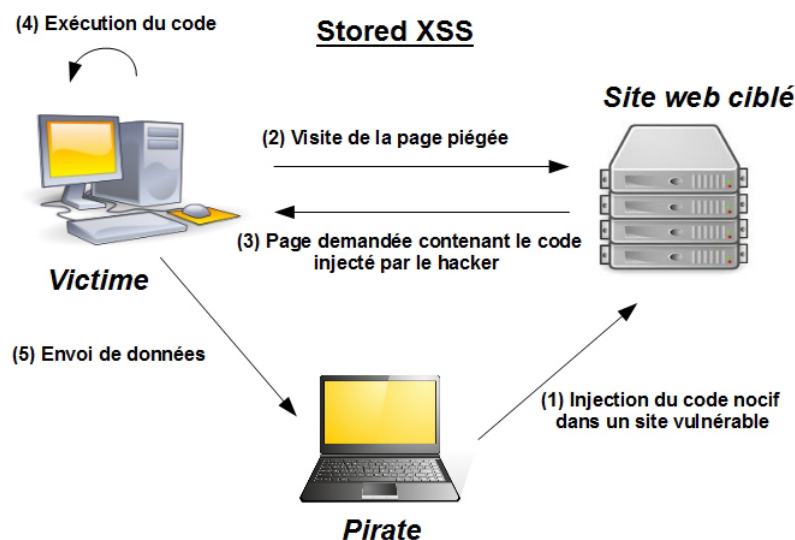 (4) Exécution du code
Stored XSS
Site web ciblé
(2) Visite de la page piégée
(3) Page demandée contenant le code
injecté par le hacker
Victime
(5) Envoi de données
(1) Injection du code nocif
dans un site vulnérable
Pirate